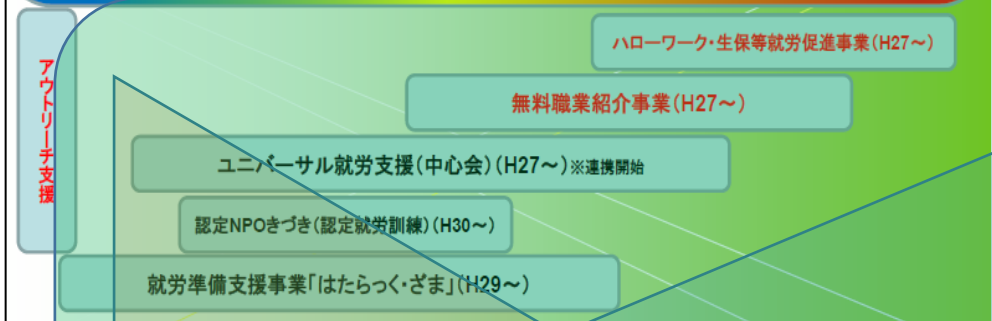 アウトリーチ支援
ハローワーク・生保等就労促進事業(H27～)
無料職業紹介事業(H27～)
ユニバーサル就労支援(中心会)(H27～)※連携開始
認定NPOきづき(認定就労訓練)(H30～)
就労準備支援事業「はたらっく・ざま」(H29～)